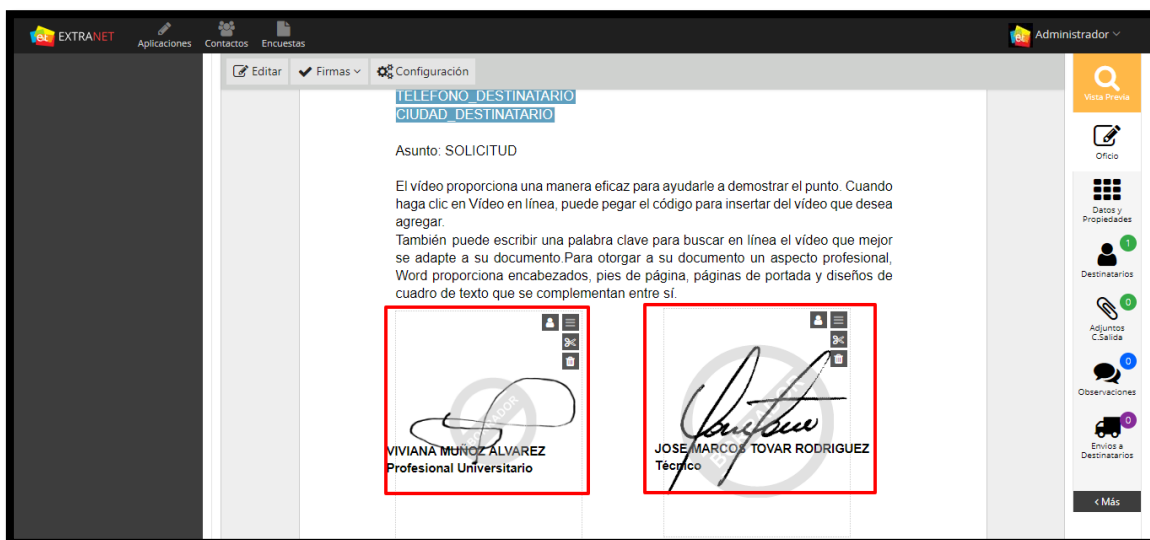 EXTRANET
Aplicaciones
Contactos
Encuestas
Administrador
Editar
Firmas
Configuración
TELEFONO_DESTINATARIO
CIUDAD_DESTINATARIO
Asunto: SOLICITUD
El vídeo proporciona una manera eficaz para ayudarle a demostrar el punto. Cuando
haga clic en Vídeo en línea, puede pegar el código para insertar del vídeo que desea
agregar.
También puede escribir una palabra clave para buscar en línea el vídeo que mejor
se adapte a su documento.Para otorgar a su documento un aspecto profesional,
Word proporciona encabezados, pies de página, páginas de portada y diseños de
cuadro de texto que se complementan entre sí.
BORRADOR
VIVIANA MUÑOZ ALVAREZ
Profesional Universitario
BORRADOR
JOSE MARCOS TOVAR RODRIGUEZ
Técnico
Vista Previa
Oficio
Datos y
Propiedades
1
Destinatarios
0
Adjuntos
C.Salida
0
Observaciones
0
Envios a
Destinatarios
< Más